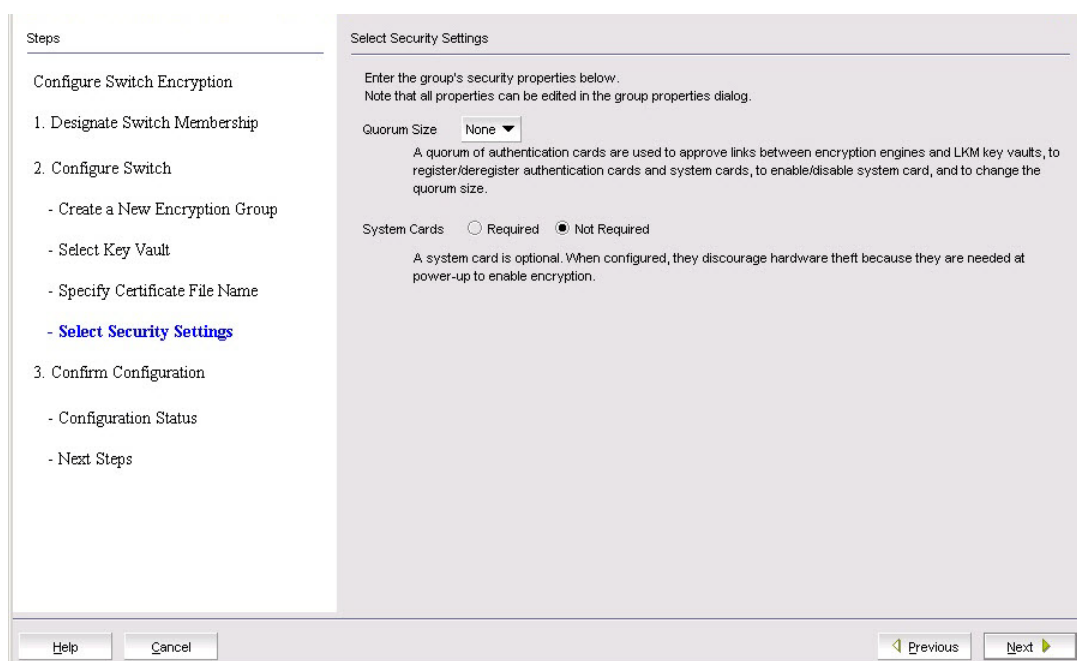 Steps
Configure Switch Encryption
1. Designate Switch Membership
2. Configure Switch
- Create a New Encryption Group
- Select Key Vault
- Specify Certificate File Name
- Select Security Settings
3. Confirm Configuration
- Configuration Status
- Next Steps
Select Security Settings
Enter the group's security properties below.
Note that all properties can be edited in the group properties dialog.
Quorum Size None
A quorum of authentication cards are used to approve links between encryption engines and LKM key vaults, to
register/deregister authentication cards and system cards, to enable/disable system card, and to change the
quorum size.
System Cards Required Not Required
A system card is optional. When configured, they discourage hardware theft because they are needed at
power-up to enable encryption.
Help Cancel Previous Next